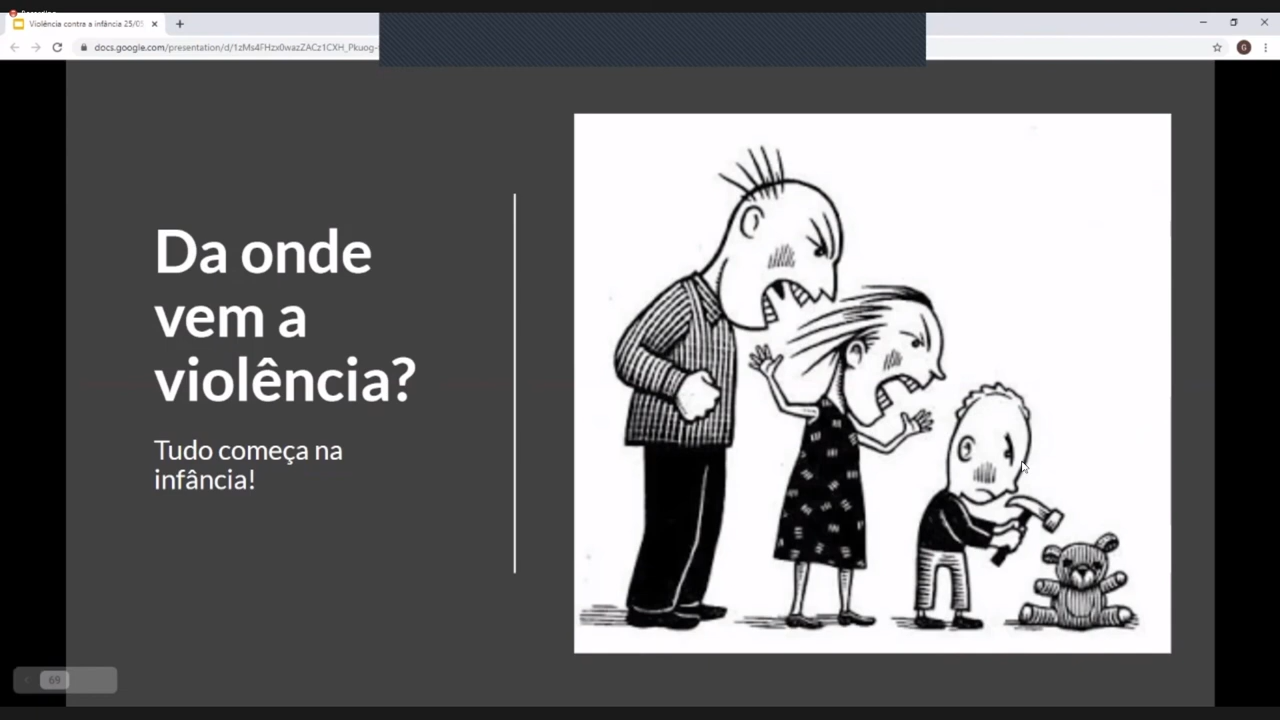 Recording
Violência contra a infância 25/05
docs.google.com/presentation/d/1zMs4FHzx0wazZACz1CXH_Pkuog-
G
Da onde
vem a
violência?
Tudo começa na
infância!
69